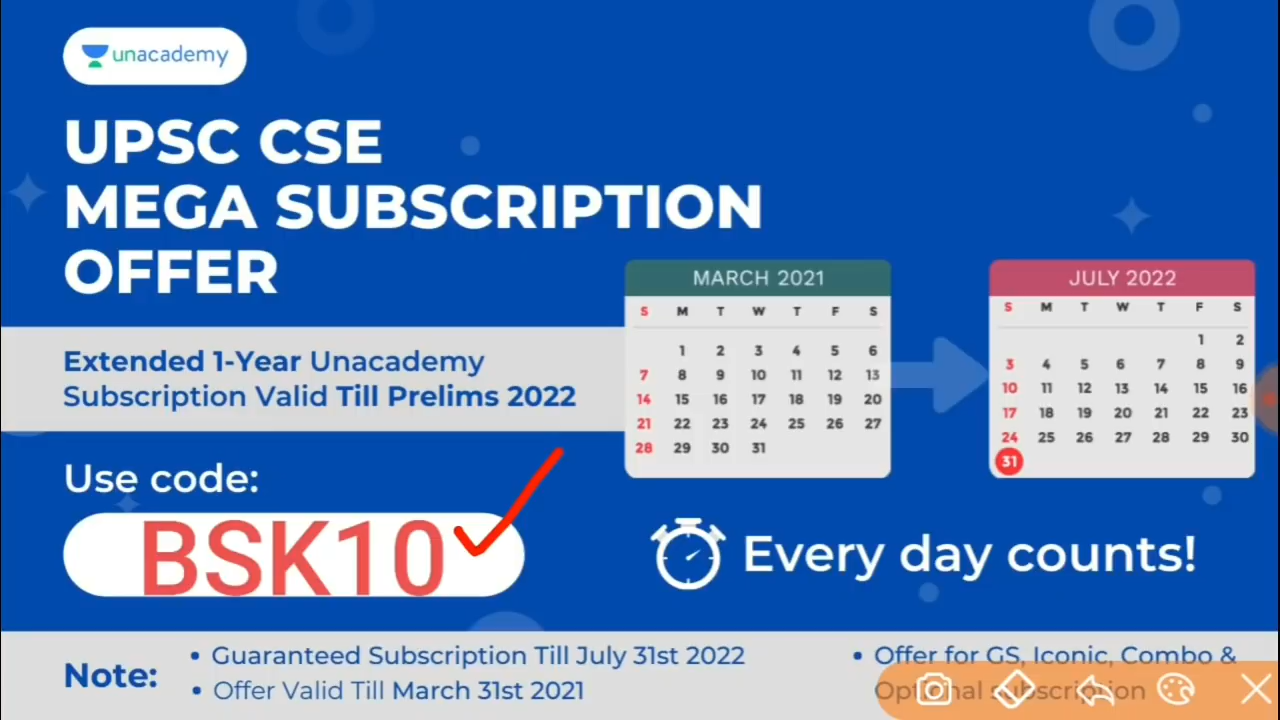 unacademy
UPSC CSE
MEGA SUBSCRIPTION
OFFER
Extended 1-Year Unacademy
Subscription Valid Till Prelims 2022
MARCH 2021
S M T W T F S
1 2 3 4 5 6
7 8 9 10 11 12 13
14 15 16 17 18 19 20
21 22 23 24 25 26 27
28 29 30 31
JULY 2022
S M T W T F S
1 2
3 4 5 6 7 8 9
10 11 12 13 14 15 16
17 18 19 20 21 22 23
24 25 26 27 28 29 30
31
Use code:
BSK10
Every day counts!
Note:
• Guaranteed Subscription Till July 31st 2022
• Offer Valid Till March 31st 2021
• Offer for GS, Iconic, Combo &
Optional subscription